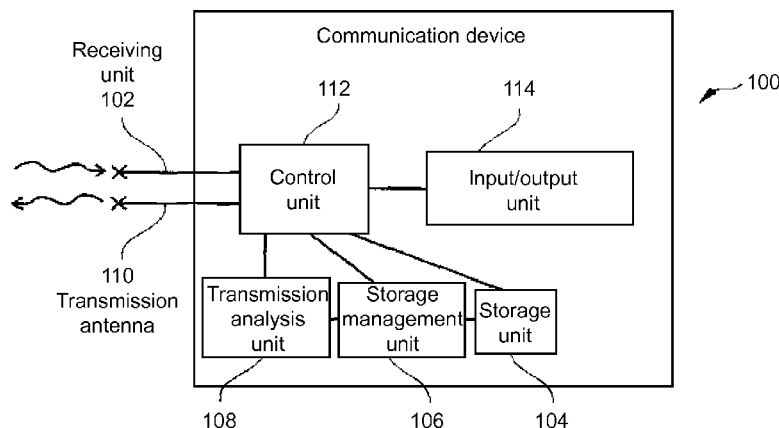 Communication device
Receiving
unit
102
112
114
100
Control
unit
Input/output
unit
110
Transmission
antenna
Transmission
analysis
unit
Storage
management
unit
Storage
unit
108
106
104